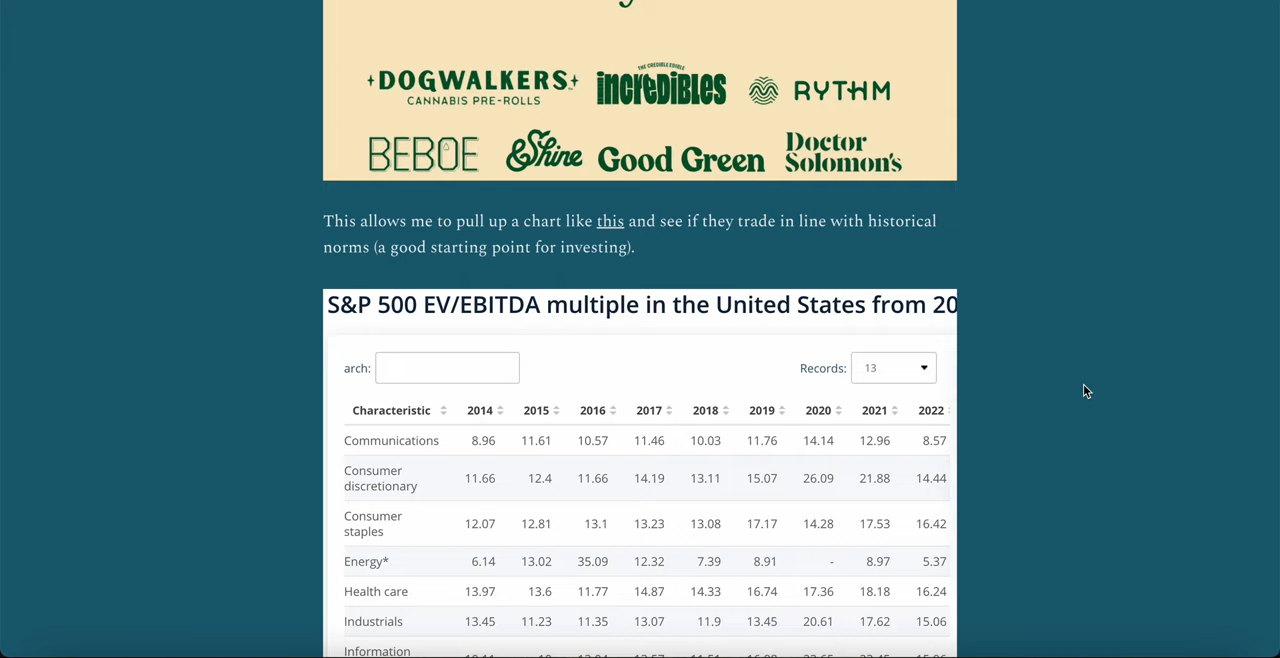 DOGWALKERS
CANNABIS PRE-ROLLS
THE CREDIBLE EDIBLE
INCREDIBLES
RYTHM
BEBOE
&Shine
Good Green
Doctor
Solomon's
This allows me to pull up a chart like this and see if they trade in line with historical
norms (a good starting point for investing).
S&P 500 EV/EBITDA multiple in the United States from 20
arch:
Records: 13
Characteristic 2014 2015 2016 2017 2018 2019 2020 2021 2022
Communications 8.96 11.61 10.57 11.46 10.03 11.76 14.14 12.96 8.57
Consumer
discretionary 11.66 12.4 11.66 14.19 13.11 15.07 26.09 21.88 14.44
Consumer
staples 12.07 12.81 13.1 13.23 13.08 17.17 14.28 17.53 16.42
Energy* 6.14 13.02 35.09 12.32 7.39 8.91 - 8.97 5.37
Health care 13.97 13.6 11.77 14.87 14.33 16.74 17.36 18.18 16.24
Industrials 13.45 11.23 11.35 13.07 11.9 13.45 20.61 17.62 15.06
Information